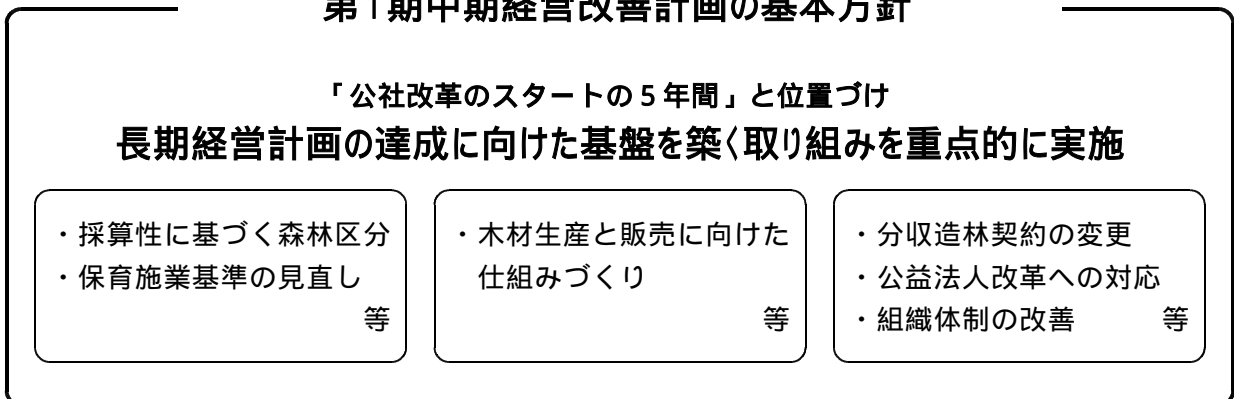 第1期中期経営改善計画の基本方針
「公社改革のスタートの5年間」と位置づけ
長期経営計画の達成に向けた基盤を築く取り組みを重点的に実施
・採算性に基づく森林区分
・保育施業基準の見直し
等
・木材生産と販売に向けた
仕組みづくり
等
・分収造林契約の変更
・公益法人改革への対応
・組織体制の改善 等